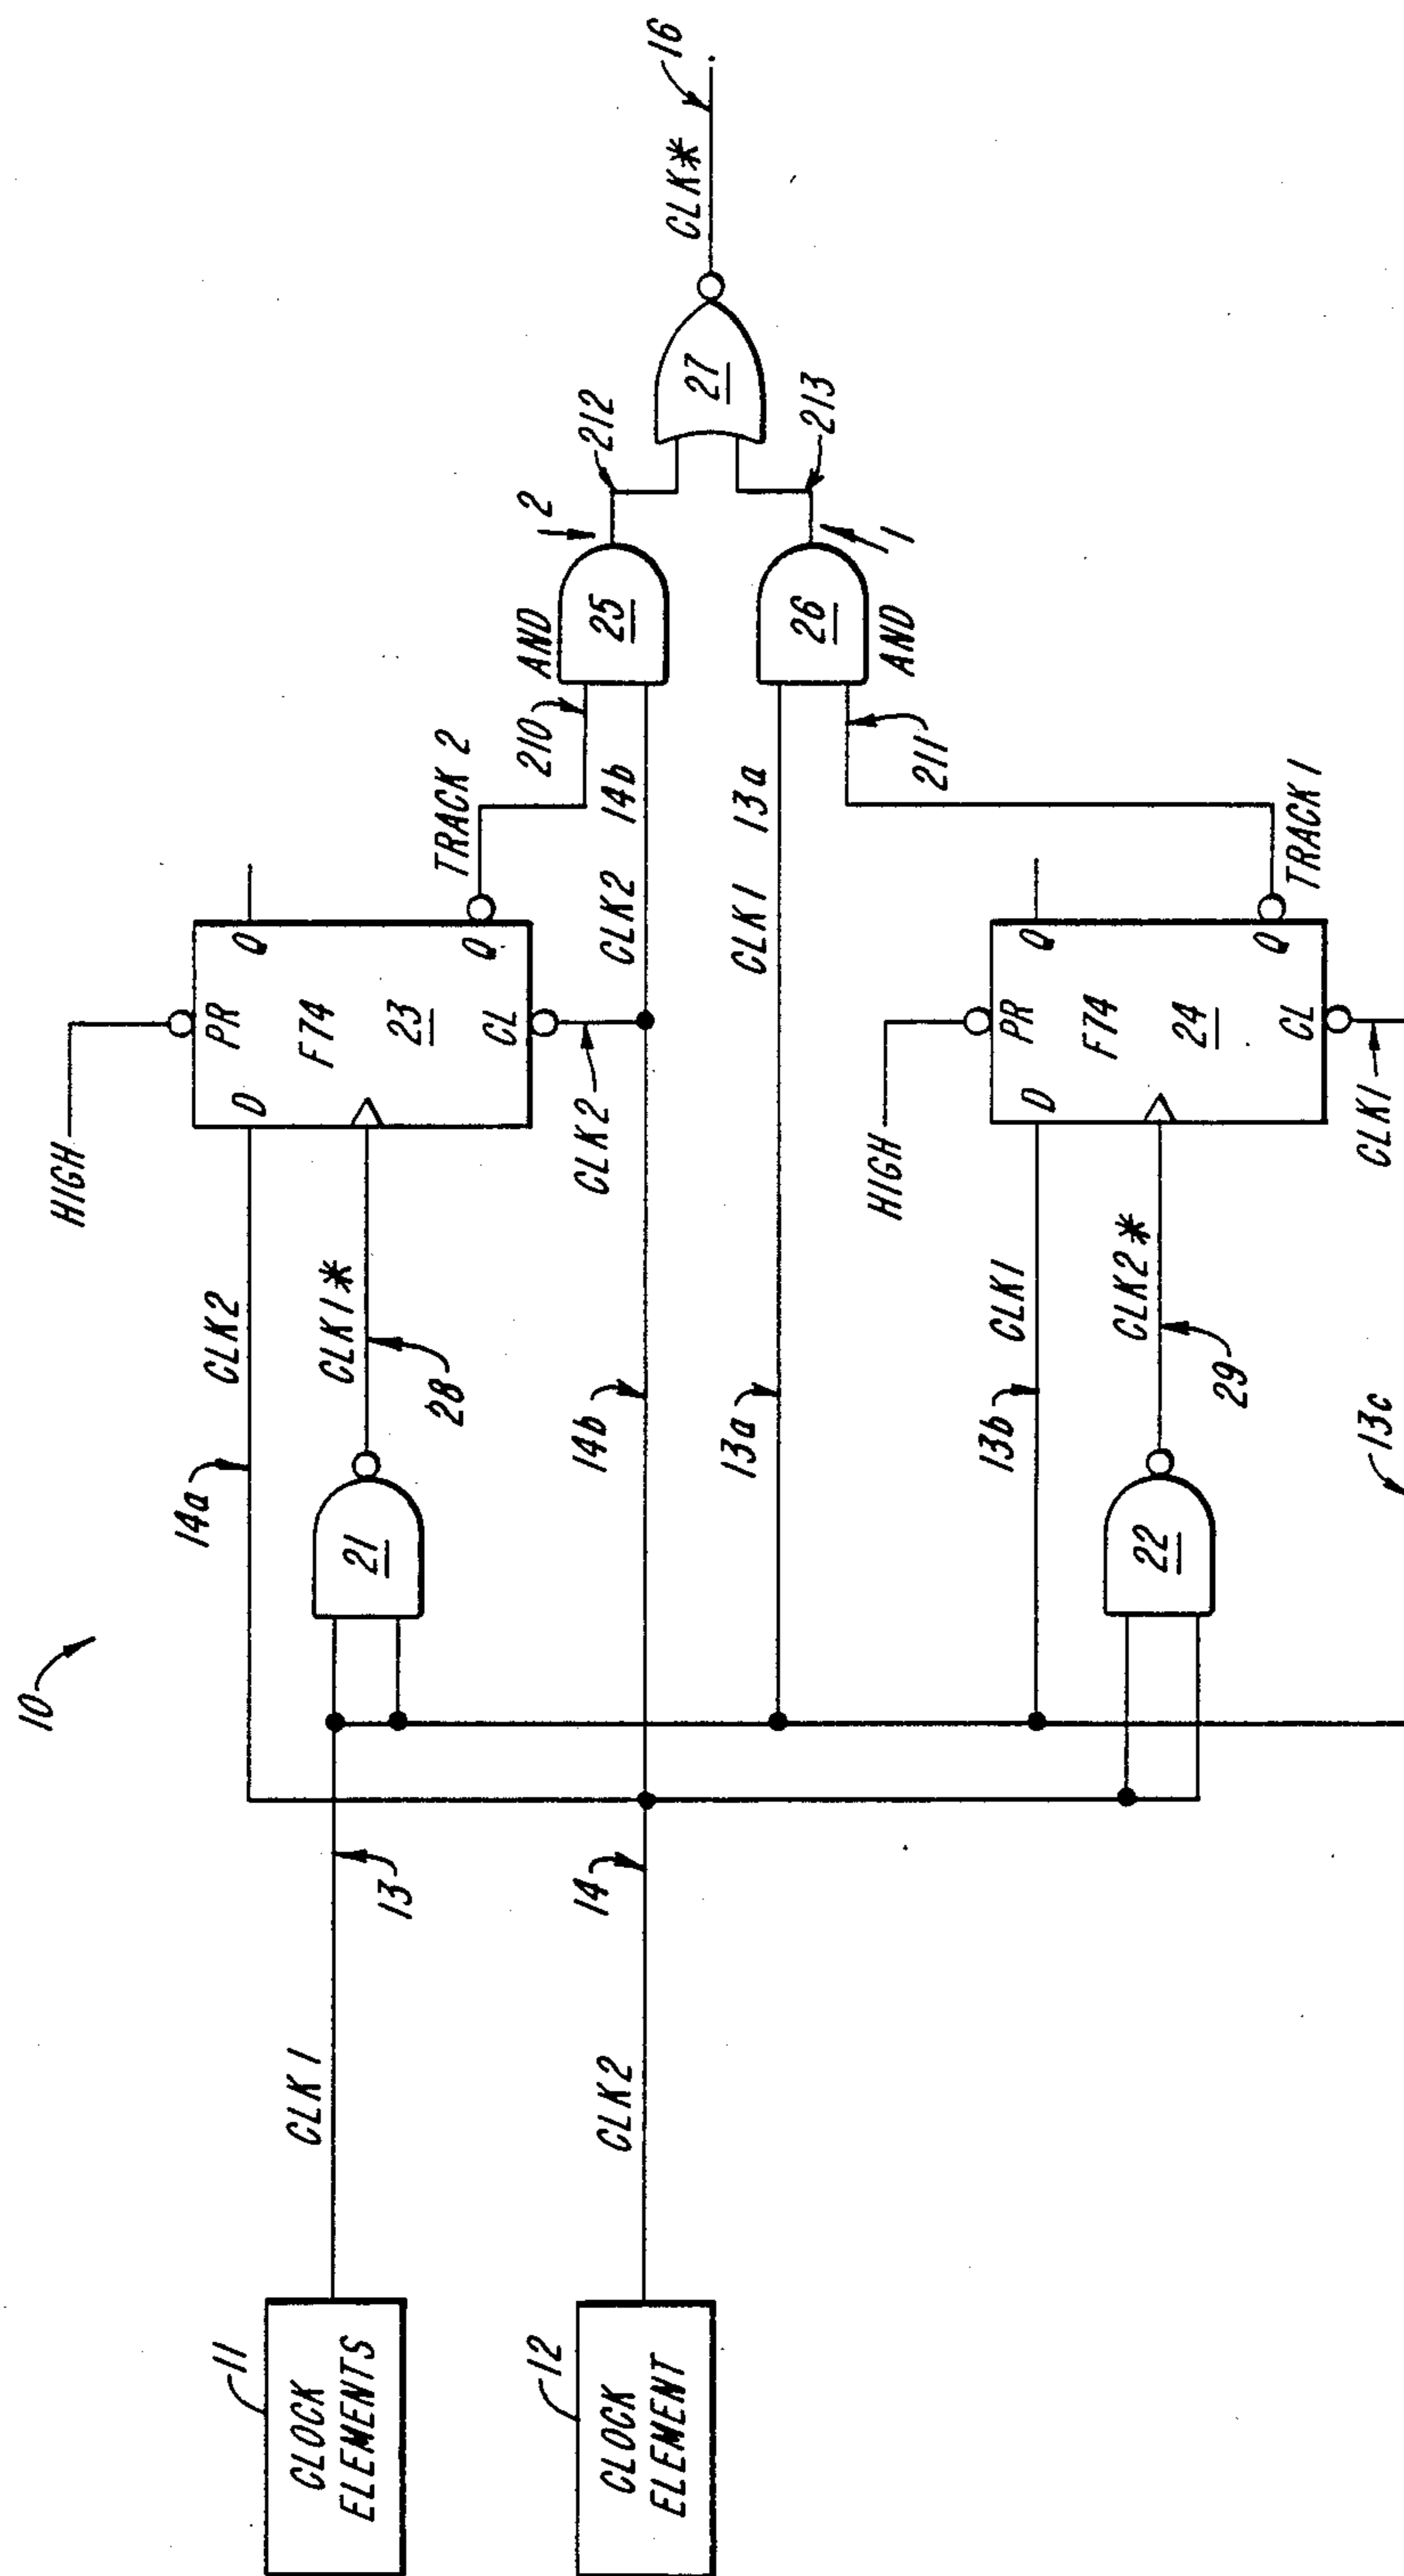 10
11
CLOCK
ELEMENTS
12
CLOCK
ELEMENT
CLK1
13
CLK2
14
14a
CLK2
21
CLK1*
28
HIGH
D
PR
Q
F74
23
CL
Q
CLK2
TRACK 2
14b
CLK2 14b
13a
CLK1 13a
210
AND
25
2
212
26
AND
211
1
213
27
CLK*
16
13b
CLK1
22
CLK2*
29
HIGH
D
PR
Q
F74
24
CL
Q
CLK1
TRACK 1
13c